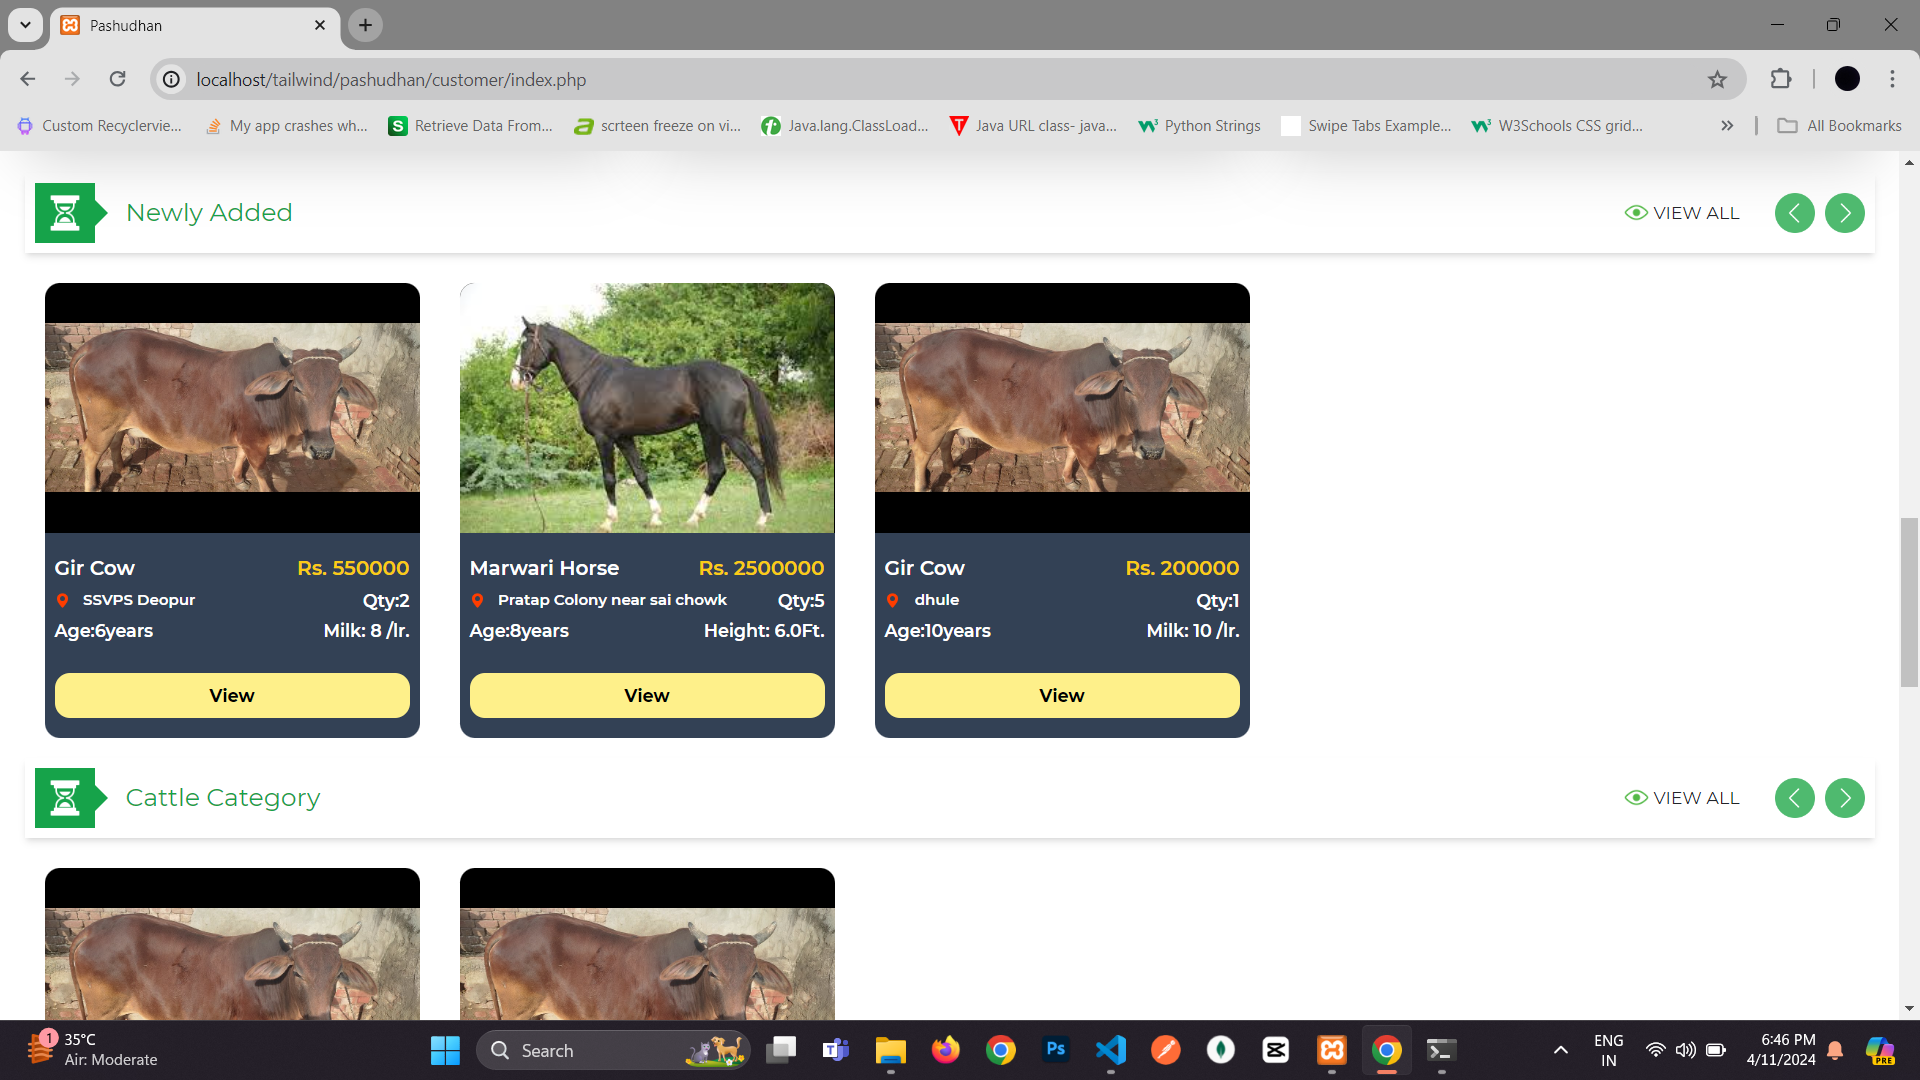 Pashudhan
localhost/tailwind/pashudhan/customer/index.php
Custom Recyclervie...
My app crashes wh...
S
Retrieve Data From...
scrteen freeze on vi...
Java.lang.ClassLoad...
Java URL class- java...
Python Strings
Swipe Tabs Example...
W3Schools CSS grid...
All Bookmarks
Newly Added
VIEW ALL
Gir Cow Rs. 550000
SSVPS Deopur Qty:2
Age:6years Milk: 8 /lr.
View
Marwari Horse Rs. 2500000
Pratap Colony near sai chowk Qty:5
Age:8years Height: 6.0Ft.
View
Gir Cow Rs. 200000
dhule Qty:1
Age:10years Milk: 10 /lr.
View
Cattle Category
VIEW ALL
1
35°C
Air: Moderate
Search
Ps
ENG
IN
6:46 PM
4/11/2024
PRE